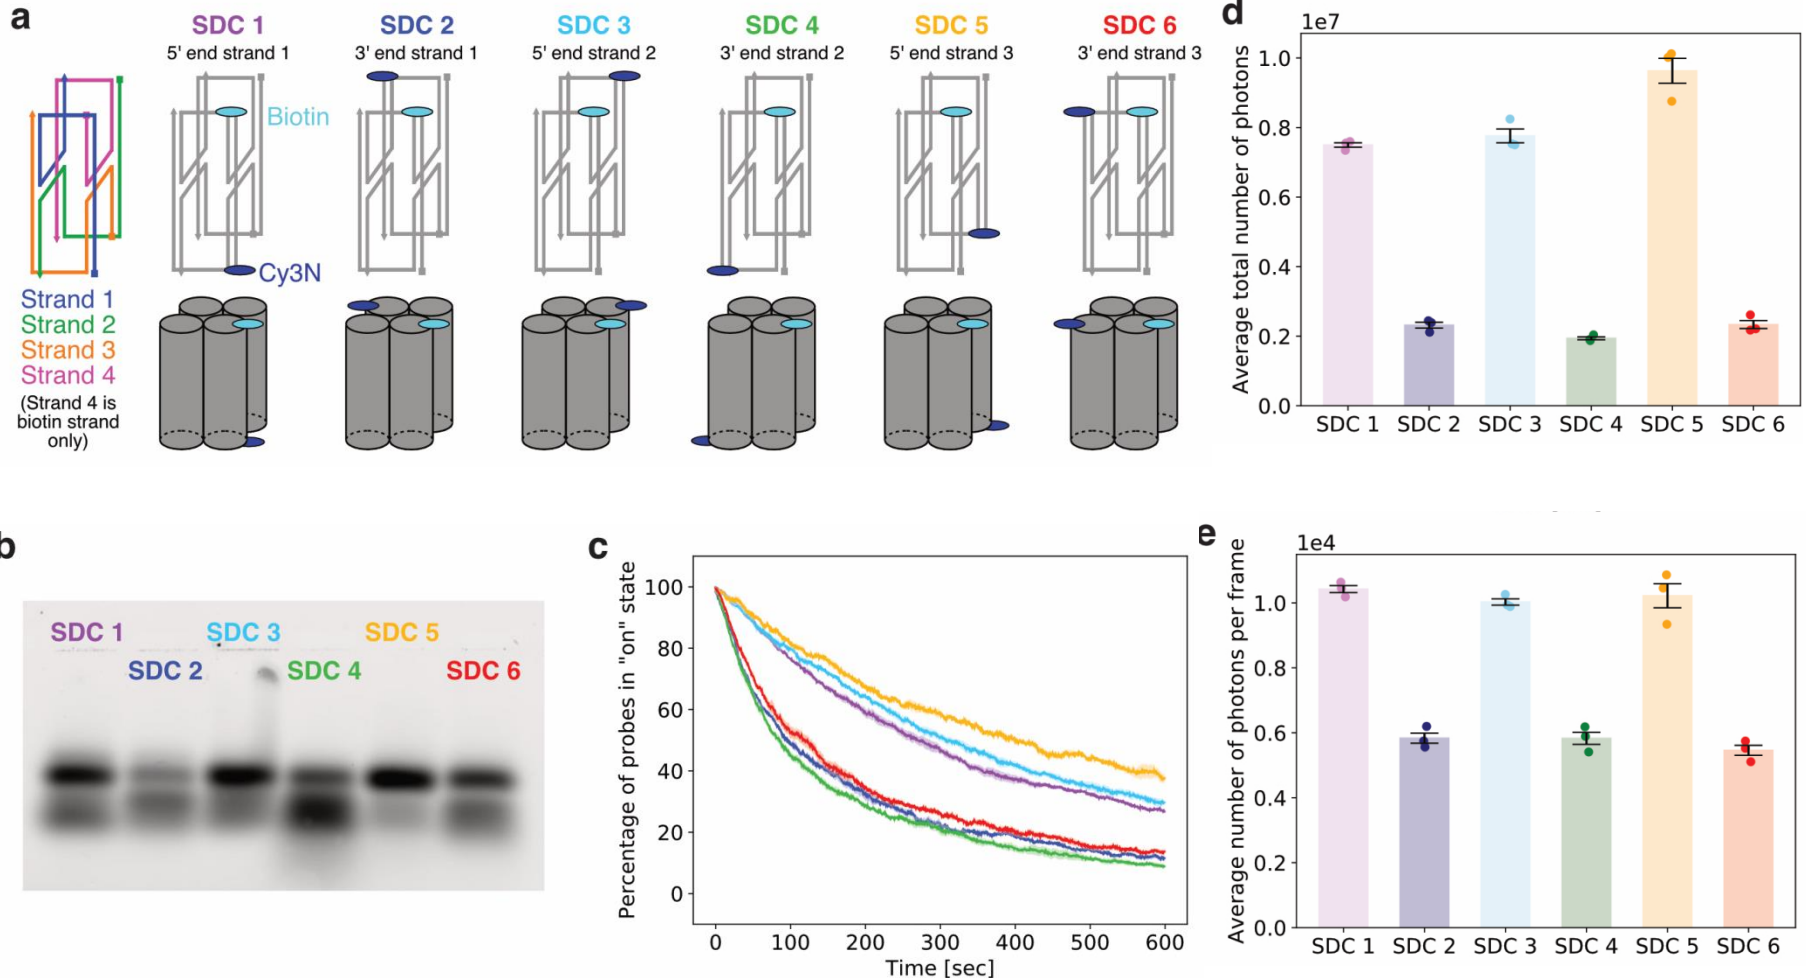 a
SDC 1
SDC 2
SDC 3
SDC 4
SDC 5
SDC 6
5' end strand 1
3' end strand 1
5' end strand 2
3' end strand 2
5' end strand 3
3' end strand 3
Biotin
Cy3N
Strand 1
Strand 2
Strand 3
Strand 4
(Strand 4 is
biotin strand
only)
b
SDC 1
SDC 3
SDC 5
SDC 2
SDC 4
SDC 6
c
Percentage of probes in "on" state
100
80
60
40
20
0
0
100
200
300
400
500
600
Time [sec]
d
1e7
Average total number of photons
1.0
0.8
0.6
0.4
0.2
0.0
SDC 1
SDC 2
SDC 3
SDC 4
SDC 5
SDC 6
e
1e4
Average number of photons per frame
1.0
0.8
0.6
0.4
0.2
0.0
SDC 1
SDC 2
SDC 3
SDC 4
SDC 5
SDC 6